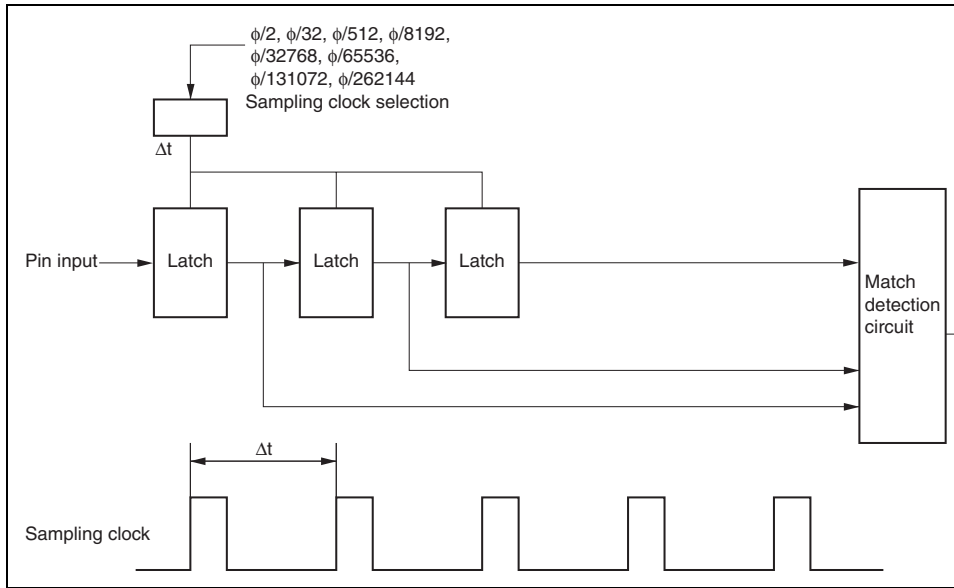 ϕ/2, ϕ/32, ϕ/512, ϕ/8192,
ϕ/32768, ϕ/65536,
ϕ/131072, ϕ/262144
Sampling clock selection
Δt
Pin input
Latch
Latch
Latch
Match
detection
circuit
Δt
Sampling clock